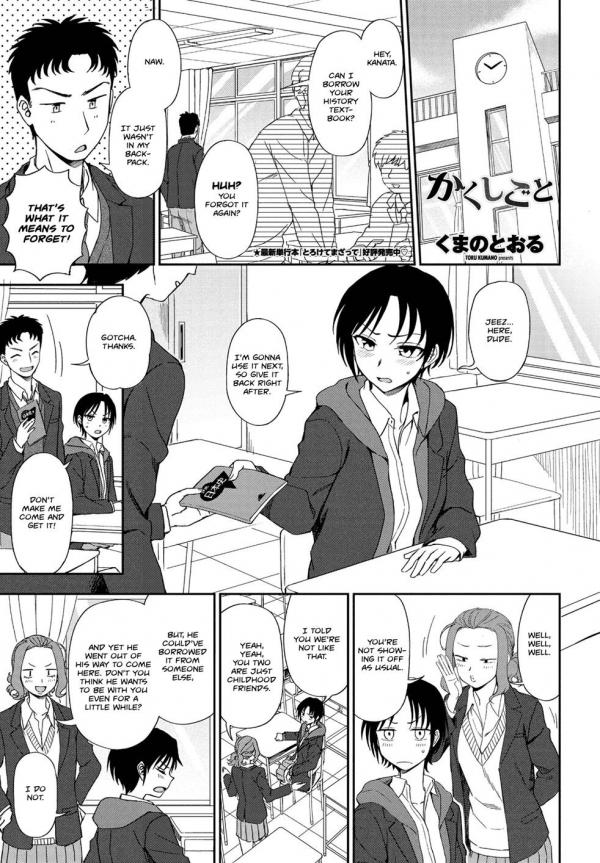 かくしごと
くまのとおる
TORU KUMANO presents
HEY,
KANATA.
CAN I
BORROW
YOUR
HISTORY
TEXT-
BOOK?
HUH?
YOU
FORGOT IT
AGAIN?
★最新単行本「とろけてまざって」好評発売中♡
NAW.
IT JUST
WASN'T
IN MY
BACK-
PACK.
THAT'S
WHAT IT
MEANS TO
FORGET!
JEEZ...
HERE,
DUDE.
I'M GONNA
USE IT NEXT,
SO GIVE IT
BACK RIGHT
AFTER.
日本史
GOTCHA.
THANKS.
DON'T
MAKE ME
COME AND
GET IT!
WELL,
WELL,
WELL.
YOU'RE
NOT SHOW-
ING IT OFF
AS USUAL.
I TOLD
YOU WE'RE
NOT LIKE
THAT.
YEAH,
YEAH,
YOU TWO
ARE JUST
CHILDHOOD
FRIENDS.
BUT, HE
COULD'VE
BORROWED
IT FROM
SOMEONE
ELSE,
AND YET HE
WENT OUT OF
HIS WAY TO COME
HERE. DON'T YOU
THINK HE WANTS
TO BE WITH YOU
EVEN FOR A
LITTLE WHILE?
I DO
NOT.